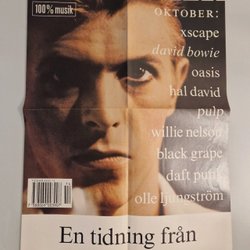 100% musik
OKTOBER:
xscape
david bowie
oasis
hal david
pulp
willie nelson
black grape
daft punk
olle ljungström
En tidning från